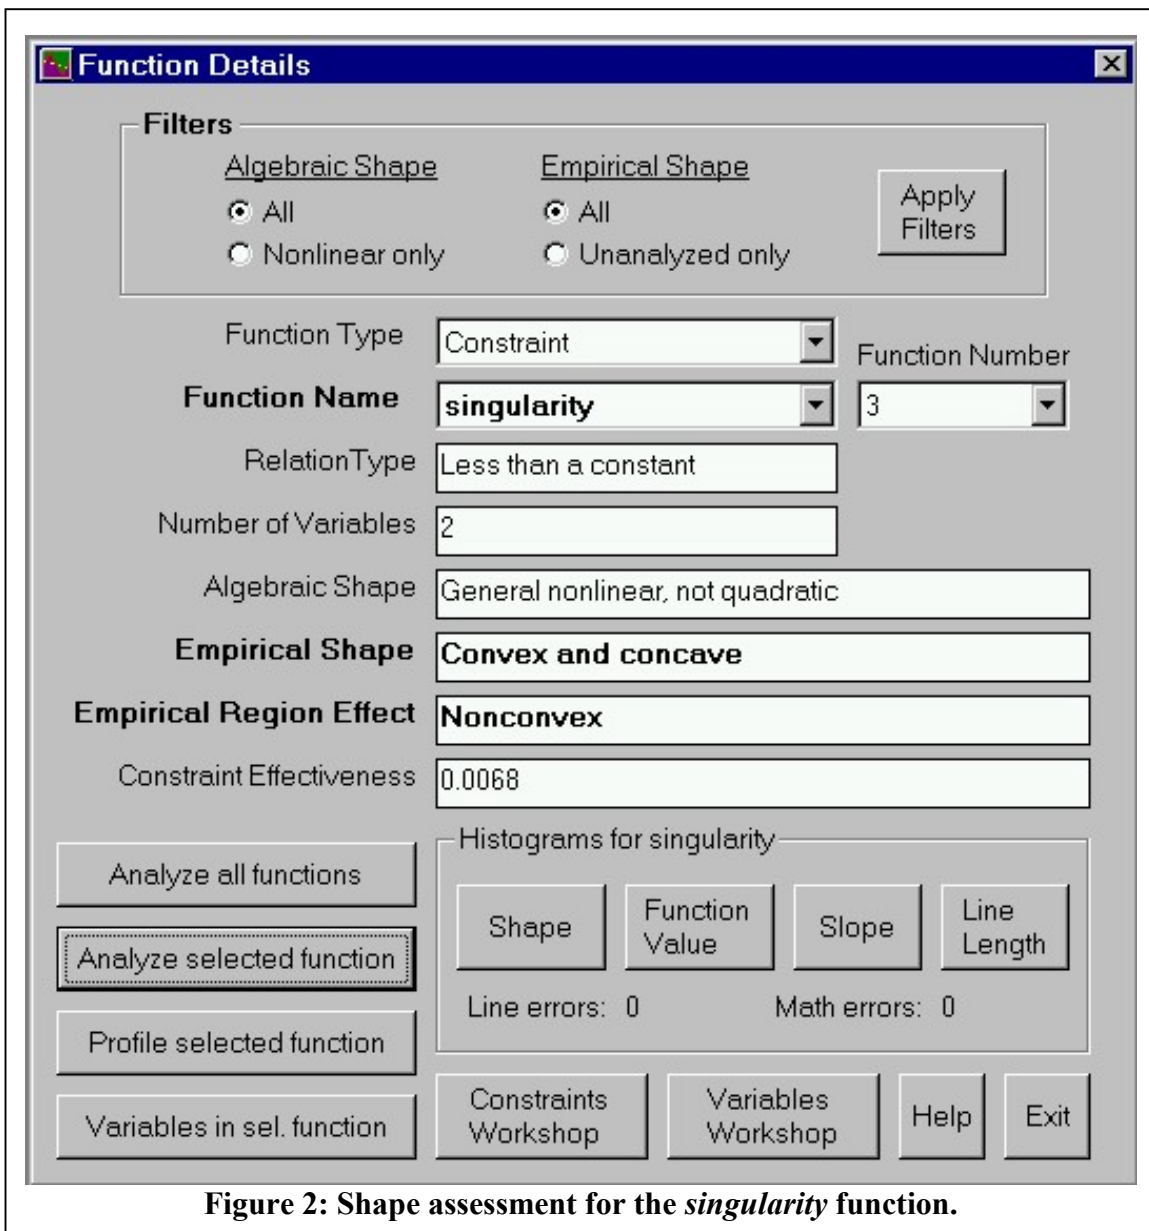 Function Details
Filters
Algebraic Shape
Empirical Shape
All
All
Nonlinear only
Unanalyzed only
Apply
Filters
Function Type
Constraint
Function Number
Function Name
singularity
3
RelationType
Less than a constant
Number of Variables
2
Algebraic Shape
General nonlinear, not quadratic
Empirical Shape
Convex and concave
Empirical Region Effect
Nonconvex
Constraint Effectiveness
0.0068
Analyze all functions
Analyze selected function
Profile selected function
Variables in sel. function
Histograms for singularity
Shape
Function
Value
Slope
Line
Length
Line errors: 0
Math errors: 0
Constraints
Workshop
Variables
Workshop
Help
Exit
Figure 2: Shape assessment for the singularity function.